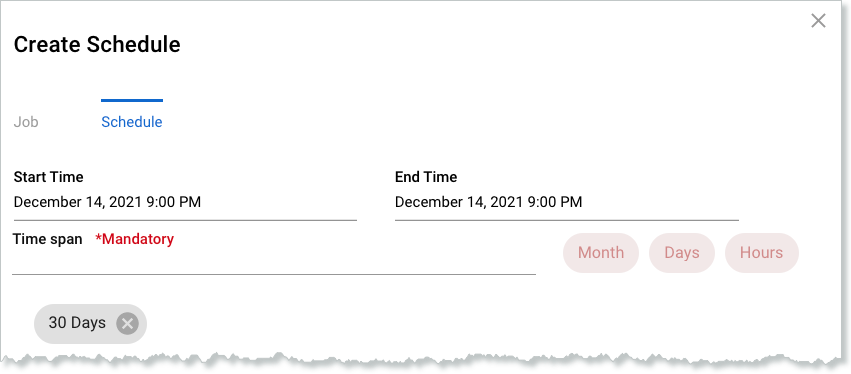 Create Schedule
Job Schedule
Start Time End Time
December 14, 2021 9:00 PM December 14, 2021 9:00 PM
Time span *Mandatory Month Days Hours
30 Days